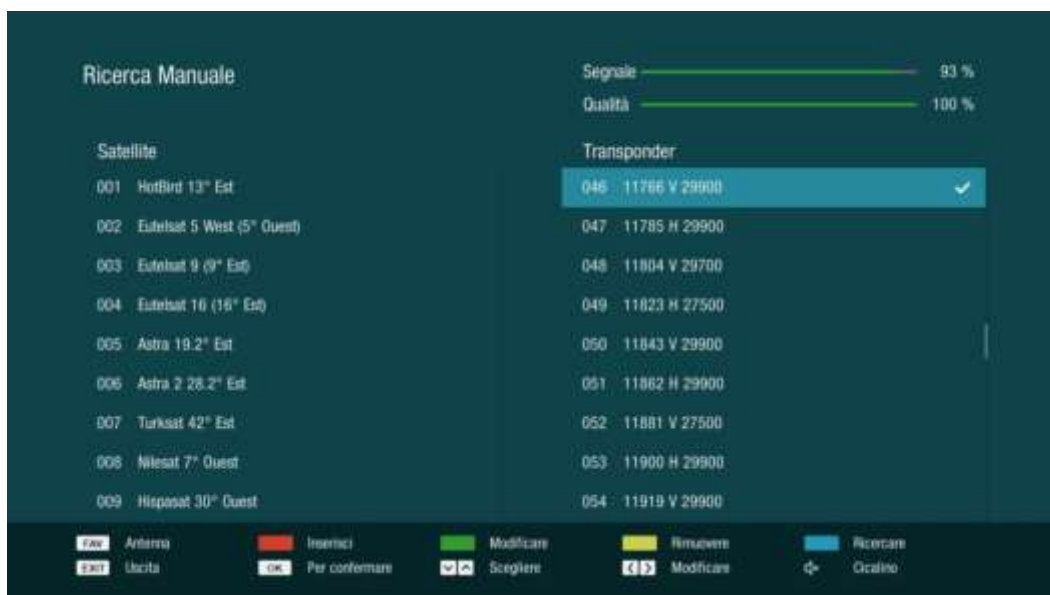 Ricerca Manuale
Segnale 93 %
Qualità 100 %
Satellite
001 HotBird 13° Est
002 Eutelsat 5 West (5° Ouest)
003 Eutelsat 9 (9° Est)
004 Eutelsat 16 (16° Est)
005 Astra 19.2° Est
006 Astra 2 28.2° Est
007 Turksat 42° Est
008 Nilesat 7° Ouest
009 Hispasat 30° Ouest
Transponder
046 11766 V 29900
047 11785 H 29900
048 11804 V 29700
049 11823 H 27500
050 11843 V 29900
051 11862 H 29900
052 11881 V 27500
053 11900 H 29900
054 11919 V 29900
FAV Antenna Inserisci Modificare Rimuovere Ricercare
EXIT Uscita OK Per confermare Scegliere Modificare Cicalino